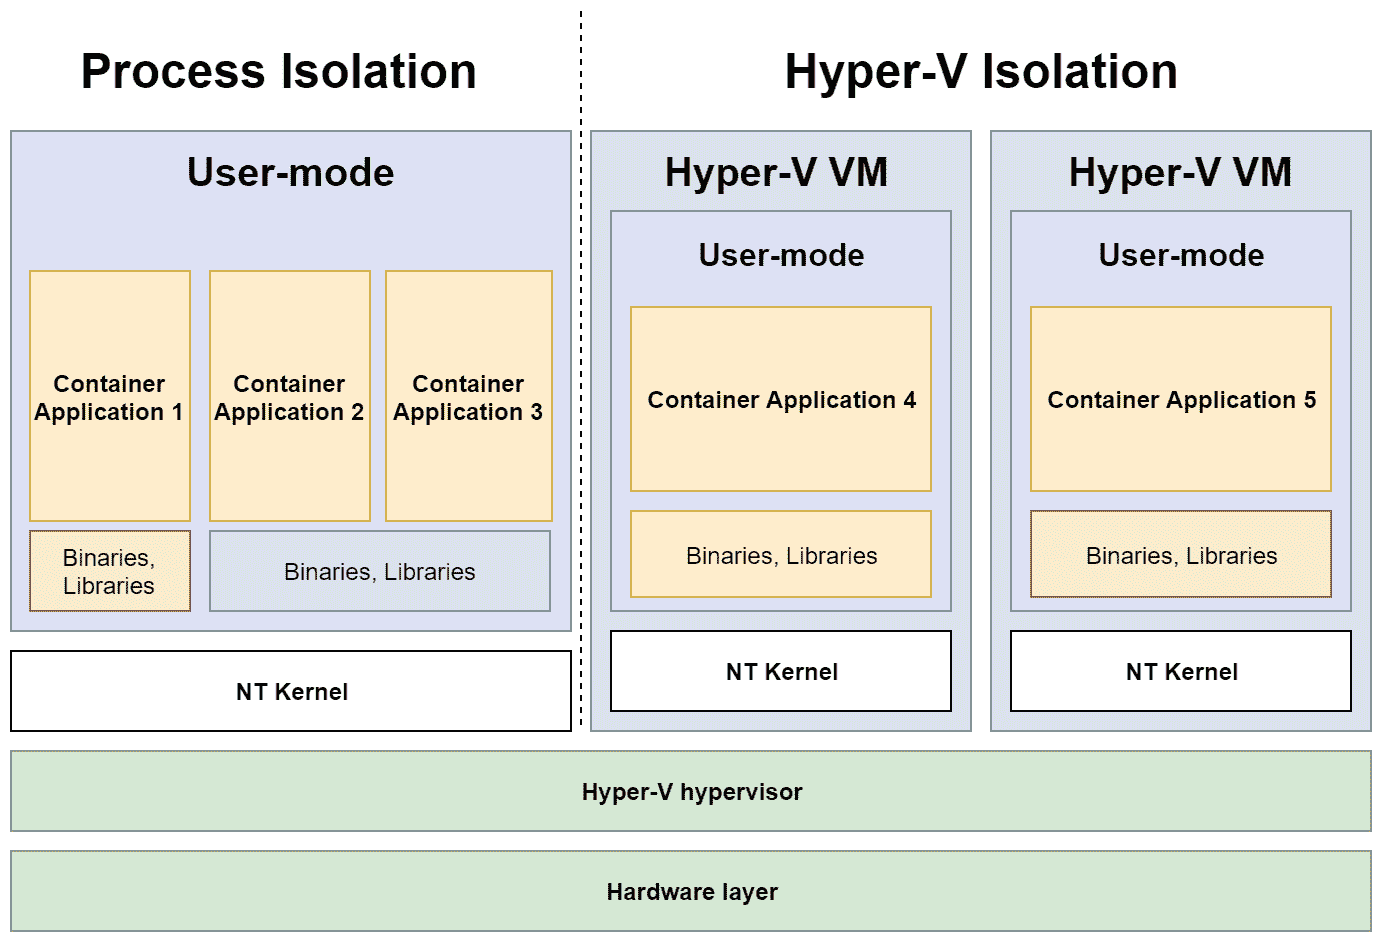 Process Isolation
Hyper-V Isolation
User-mode
Container
Application 1
Container
Application 2
Container
Application 3
Binaries,
Libraries
Binaries, Libraries
NT Kernel
Hyper-V VM
User-mode
Container Application 4
Binaries, Libraries
NT Kernel
Hyper-V VM
User-mode
Container Application 5
Binaries, Libraries
NT Kernel
Hyper-V hypervisor
Hardware layer